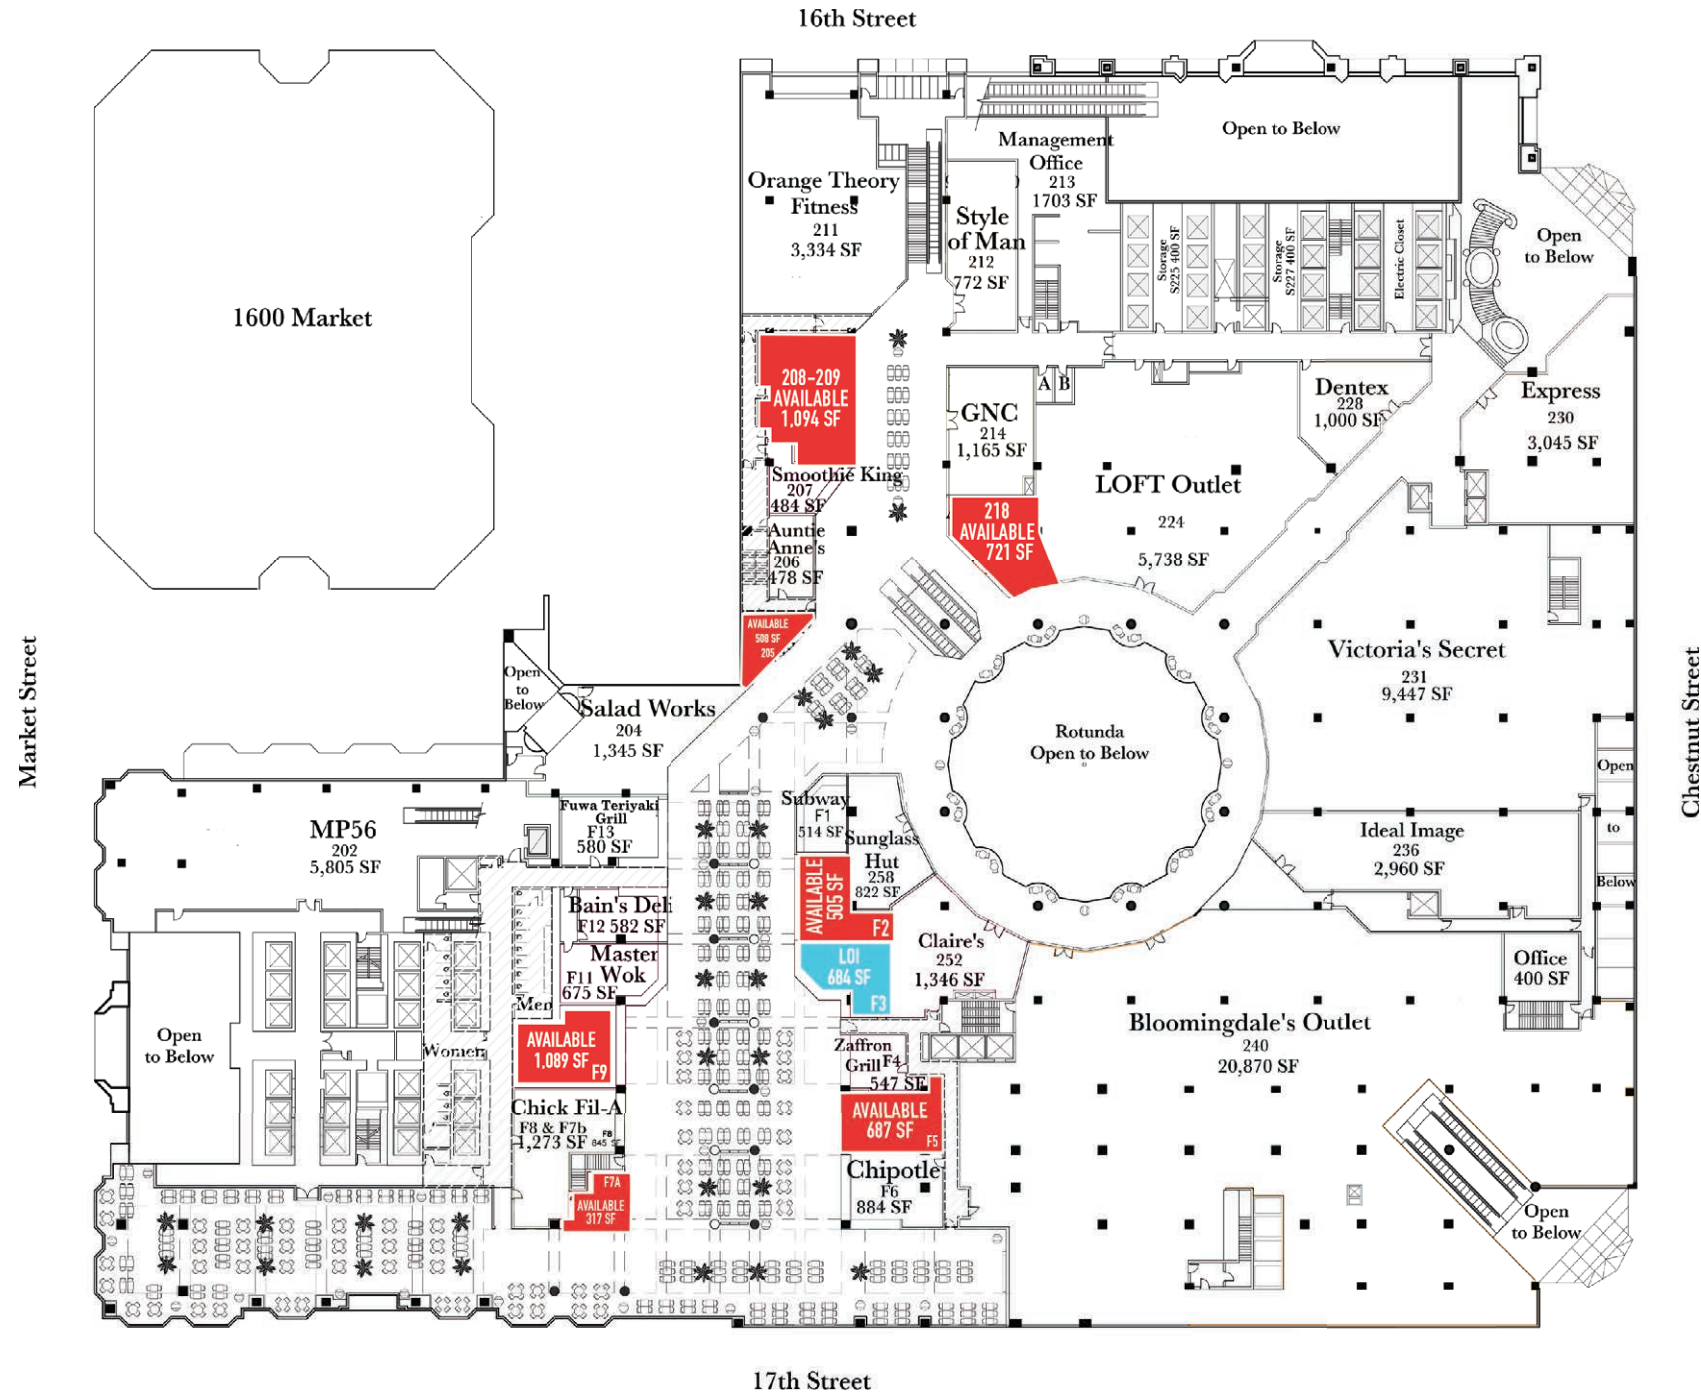 16th Street
1600 Market
Orange Theory
Fitness
211
3,334 SF
Management
Office
213
1703 SF
Style
of Man
212
772 SF
Open to Below
Storage
S225 400 SF
Storage
S227 400 SF
Electric Closet
Open
to Below
208-209
AVAILABLE
1,094 SF
Smoothie King
207
484 SF
Auntie
Anne's
206
478 SF
AVAILABLE
508 SF
205
GNC
214
1,165 SF
A B
218
AVAILABLE
721 SF
LOFT Outlet
224
5,738 SF
Dentex
228
1,000 SF
Express
230
3,045 SF
Market Street
Chestnut Street
Open
to
Below
Salad Works
204
1,345 SF
Rotunda
Open to Below
Victoria's Secret
231
9,447 SF
Open
to
Below
MP56
202
5,805 SF
Fuwa Teriyaki
Grill
F13
580 SF
Subway
F1
514 SF
Sunglass
Hut
258
822 SF
Ideal Image
236
2,960 SF
Bain's Deli
F12 582 SF
Master
Wok
F11
675 SF
AVAILABLE
505 SF
F2
LOI
684 SF
F3
Claire's
252
1,346 SF
Office
400 SF
Men
Women
Open
to Below
AVAILABLE
1,089 SF
F9
Zaffron
Grill F4
547 SF
Bloomingdale's Outlet
240
20,870 SF
Chick Fil-A
F8 & F7b
1,273 SF
F8
845 SF
AVAILABLE
687 SF
F5
Chipotle
F6
884 SF
F7A
AVAILABLE
317 SF
Open
to Below
17th Street